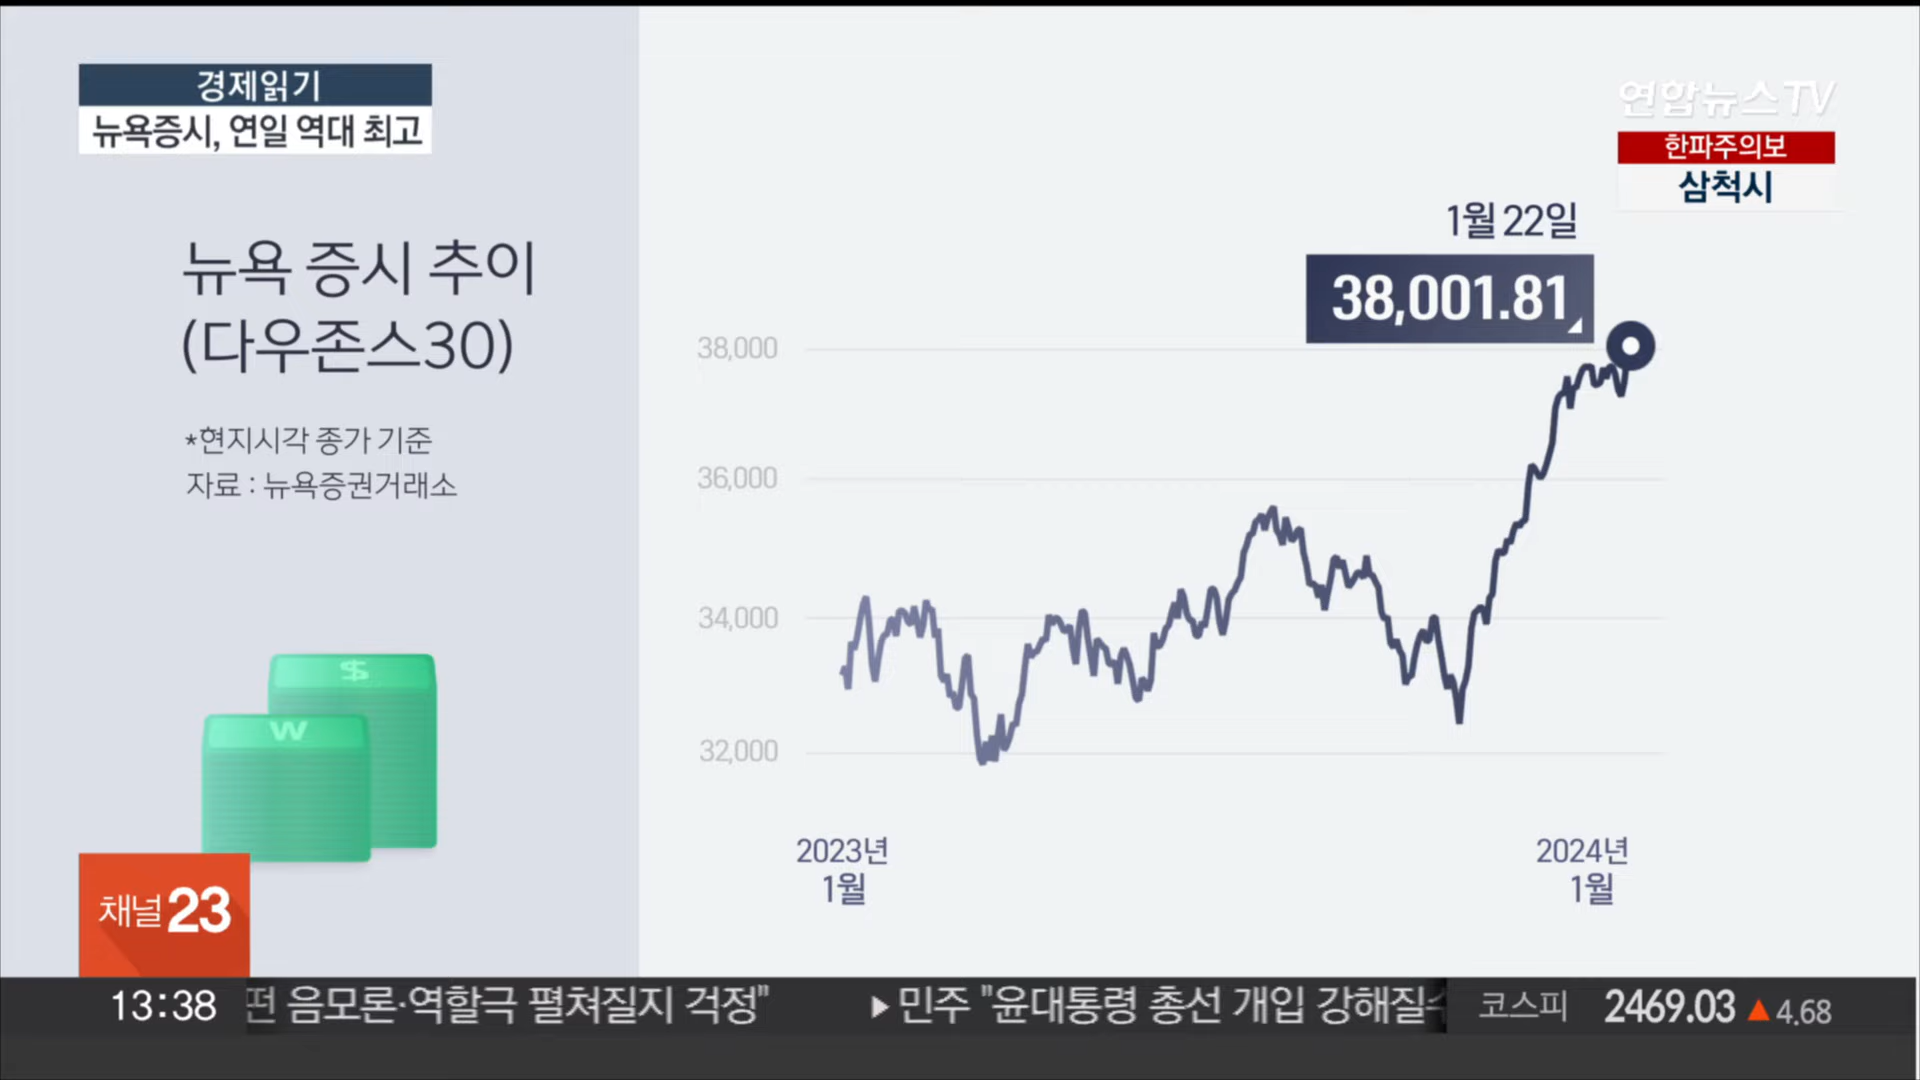 경제읽기
뉴욕증시, 연일 역대 최고
연합뉴스TV
한파주의보
삼척시
뉴욕 증시 추이
(다우존스30)
*현지시각 종가 기준
자료 : 뉴욕증권거래소
1월 22일
38,001.81
38,000
36,000
34,000
32,000
2023년
1월
2024년
1월
$
W
채널 23
13:38
떤 음모론·역할극 펼쳐질지 걱정"
▶민주 "윤대통령 총선 개입 강해질수
코스피 2469.03 ▲4.68